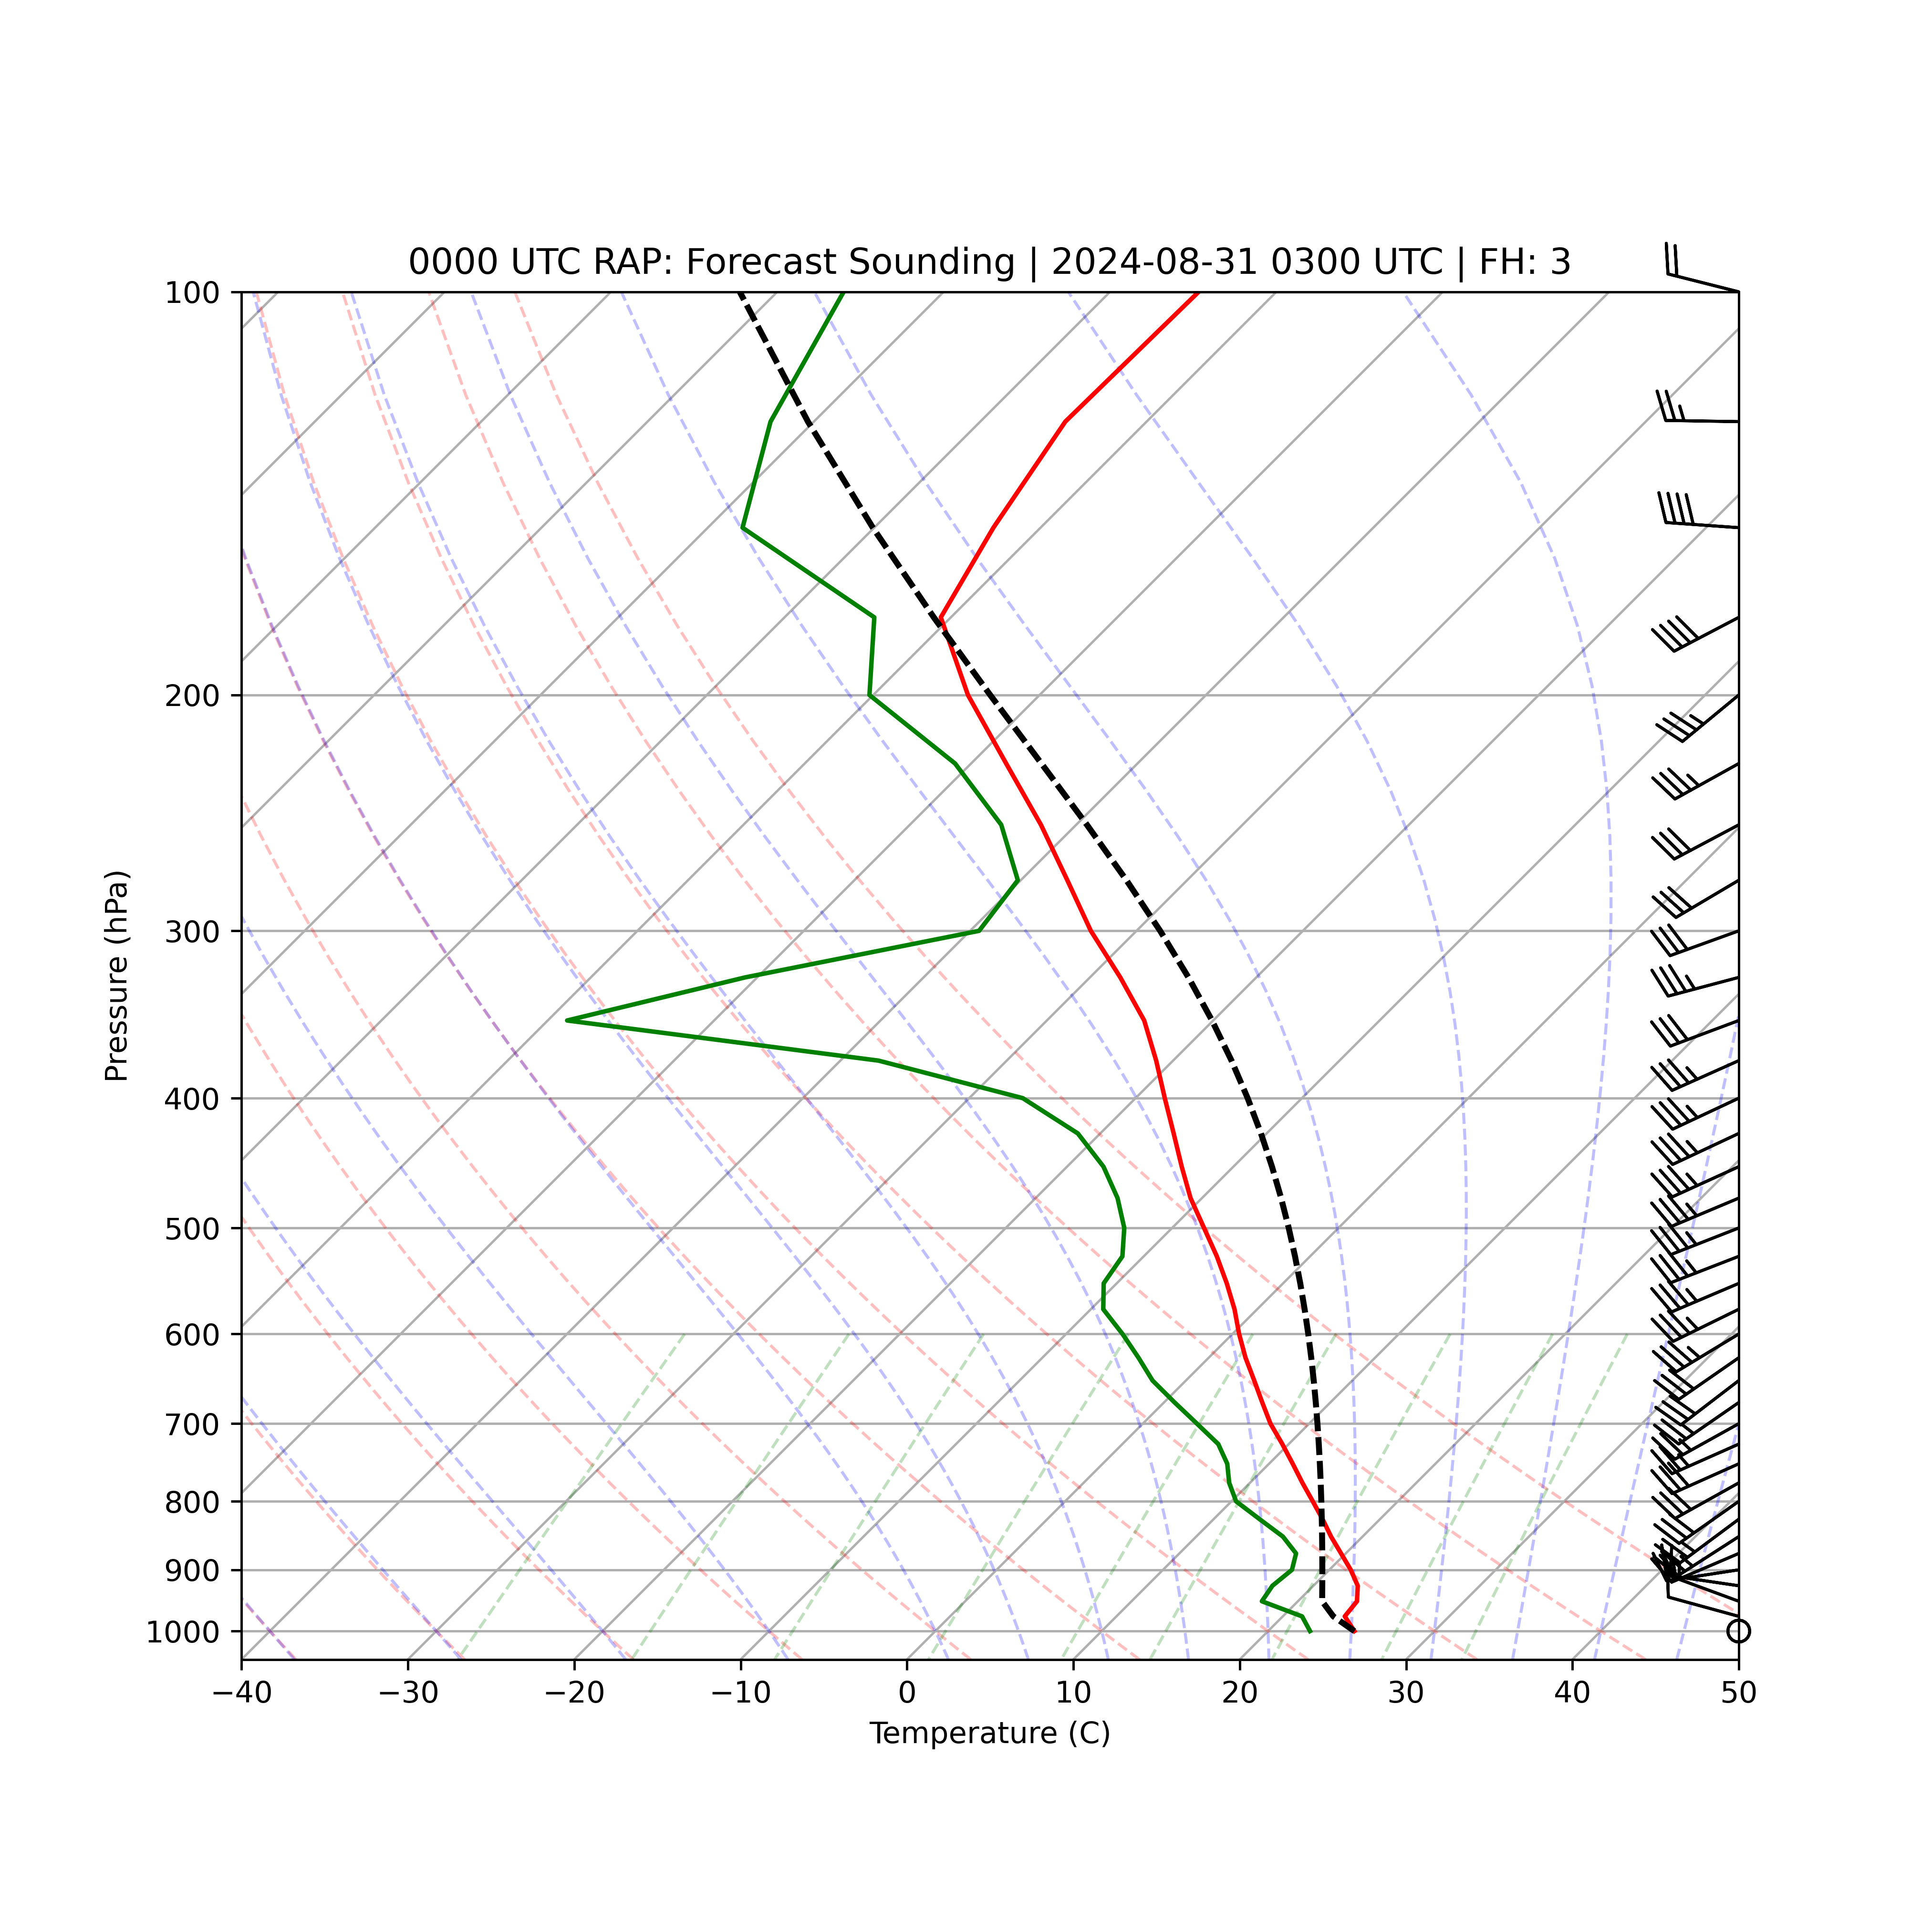 0000 UTC RAP: Forecast Sounding | 2024-08-31 0300 UTC | FH: 3
100
200
300
400
500
600
700
800
900
1000
Pressure (hPa)
−40 −30 −20 −10 0 10 20 30 40 50
Temperature (C)